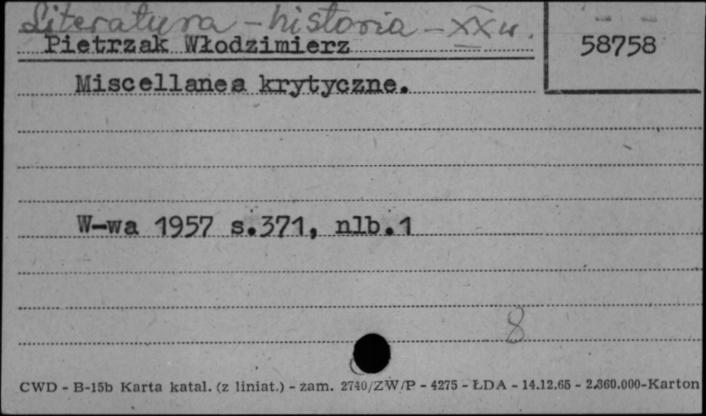 Literatura - historia - XX w.
Pietrzak Włodzimierz
58758
Miscellanea krytyczne.
W-wa 1957 s.371, nlb.1
8
CWD - B-15b Karta katal. (z liniat.) - zam. 2740/ZW/P - 4275 - ŁDA - 14.12.65 - 2.360.000-Karton